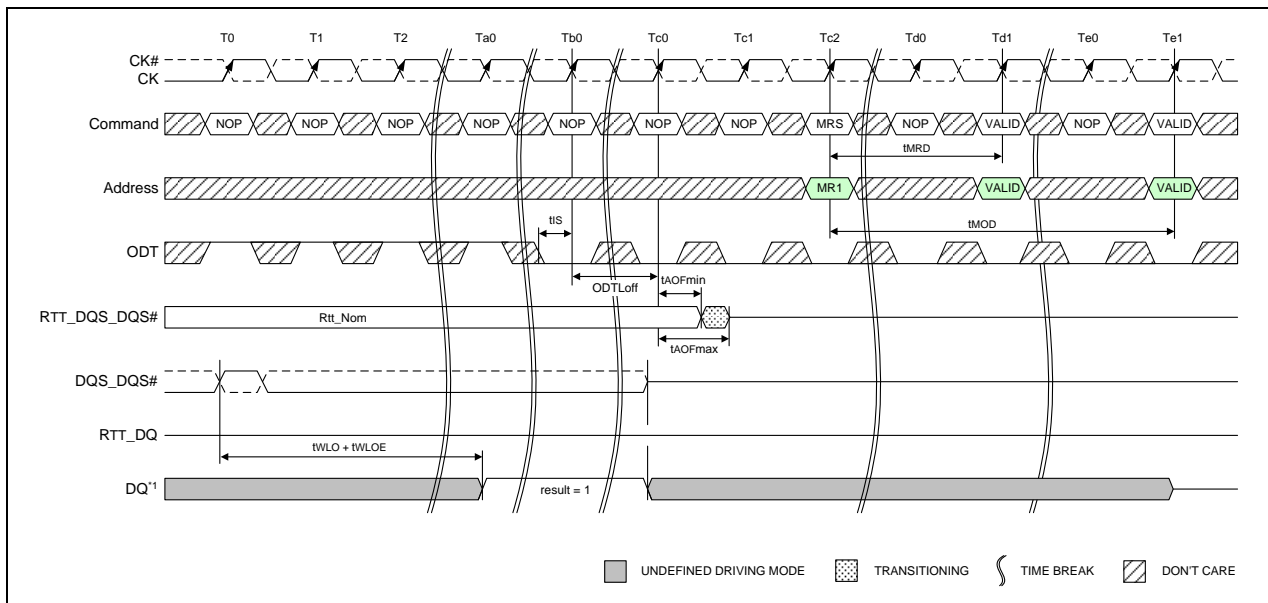 T0 T1 T2 Ta0 Tb0 Tc0 Tc1 Tc2 Td0 Td1 Te0 Te1
CK#
CK
Command NOP NOP NOP NOP NOP NOP NOP MRS NOP VALID NOP VALID
tMRD
Address MR1 VALID VALID
tIS
tMOD
ODT
tAOFmin
ODTLoff
RTT_DQS_DQS# Rtt_Nom
tAOFmax
DQS_DQS#
RTT_DQ
tWLO + tWLOE
DQ*1 result = 1
UNDEFINED DRIVING MODE TRANSITIONING TIME BREAK DON'T CARE